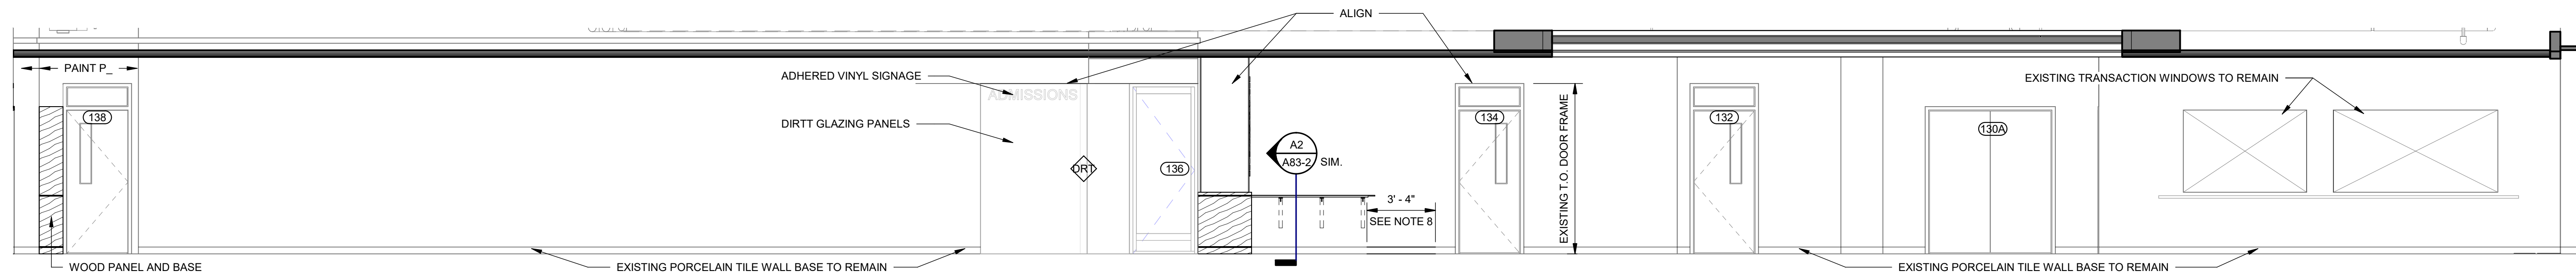 ALIGN
PAINT P_
ADHERED VINYL SIGNAGE
ADMISSIONS
EXISTING TRANSACTION WINDOWS TO REMAIN
138
DIRTT GLAZING PANELS
134
132
130A
A2
A83-2
SIM.
DRT
136
EXISTING T.O. DOOR FRAME
3' - 4"
SEE NOTE 8
WOOD PANEL AND BASE
EXISTING PORCELAIN TILE WALL BASE TO REMAIN
EXISTING PORCELAIN TILE WALL BASE TO REMAIN